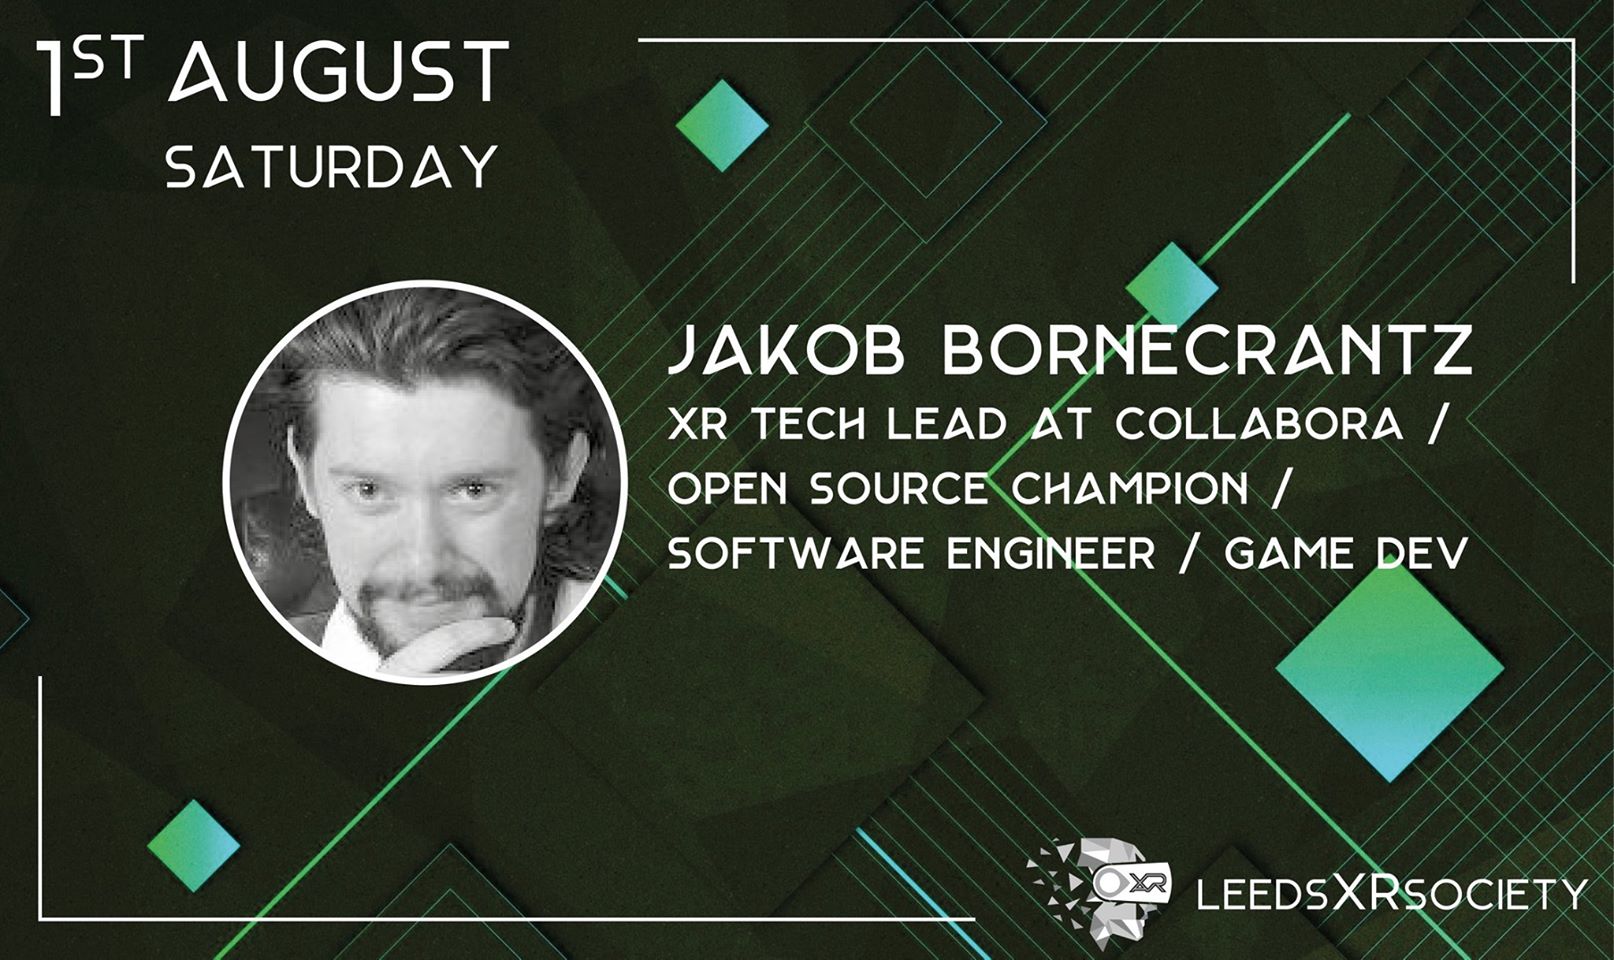 1ST AUGUST
SATURDAY
JAKOB BORNECRANTZ
XR TECH LEAD AT COLLABORA /
OPEN SOURCE CHAMPION /
SOFTWARE ENGINEER / GAME DEV
XR
LEEDSXRSOCIETY